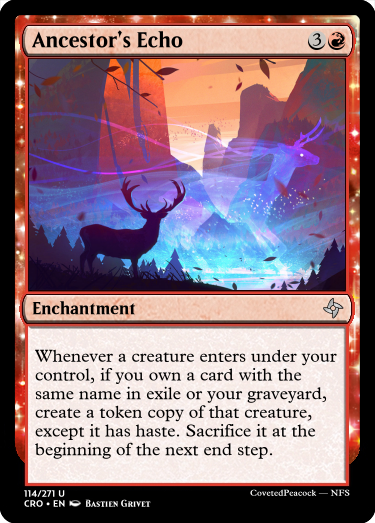 Ancestor's Echo 3
Enchantment
Whenever a creature enters under your
control, if you own a card with the
same name in exile or your graveyard,
create a token copy of that creature,
except it has haste. Sacrifice it at the
beginning of the next end step.
114/271 U
CRO • EN Bastien Grivet
CovetedPeacock — NFS